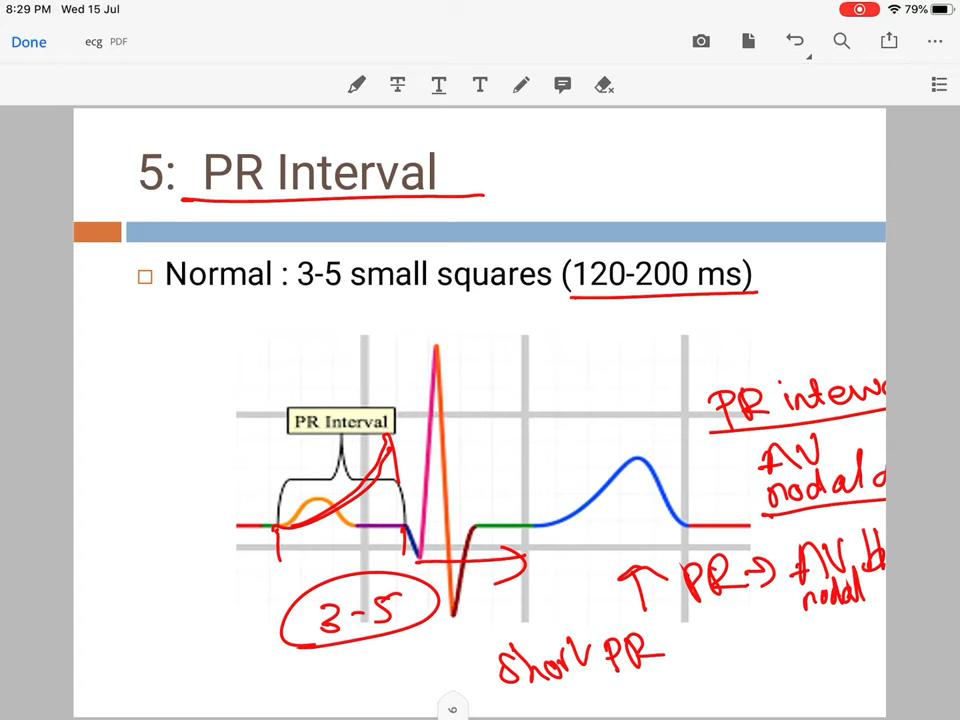 8:29 PM Wed 15 Jul
79%
Done
ecg PDF
T T T
5: PR Interval
Normal : 3-5 small squares (120-200 ms)
PR Interval
PR interv
AV
nodal
↑ PR → AV
nodal
3-5
short PR
6